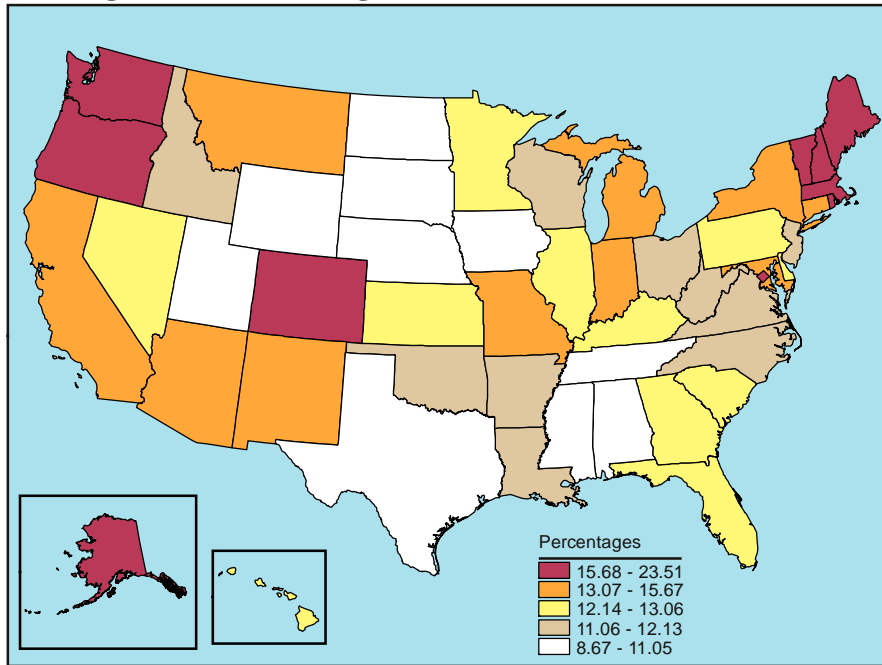 Percentages
15.68 - 23.51
13.07 - 15.67
12.14 - 13.06
11.06 - 12.13
8.67 - 11.05